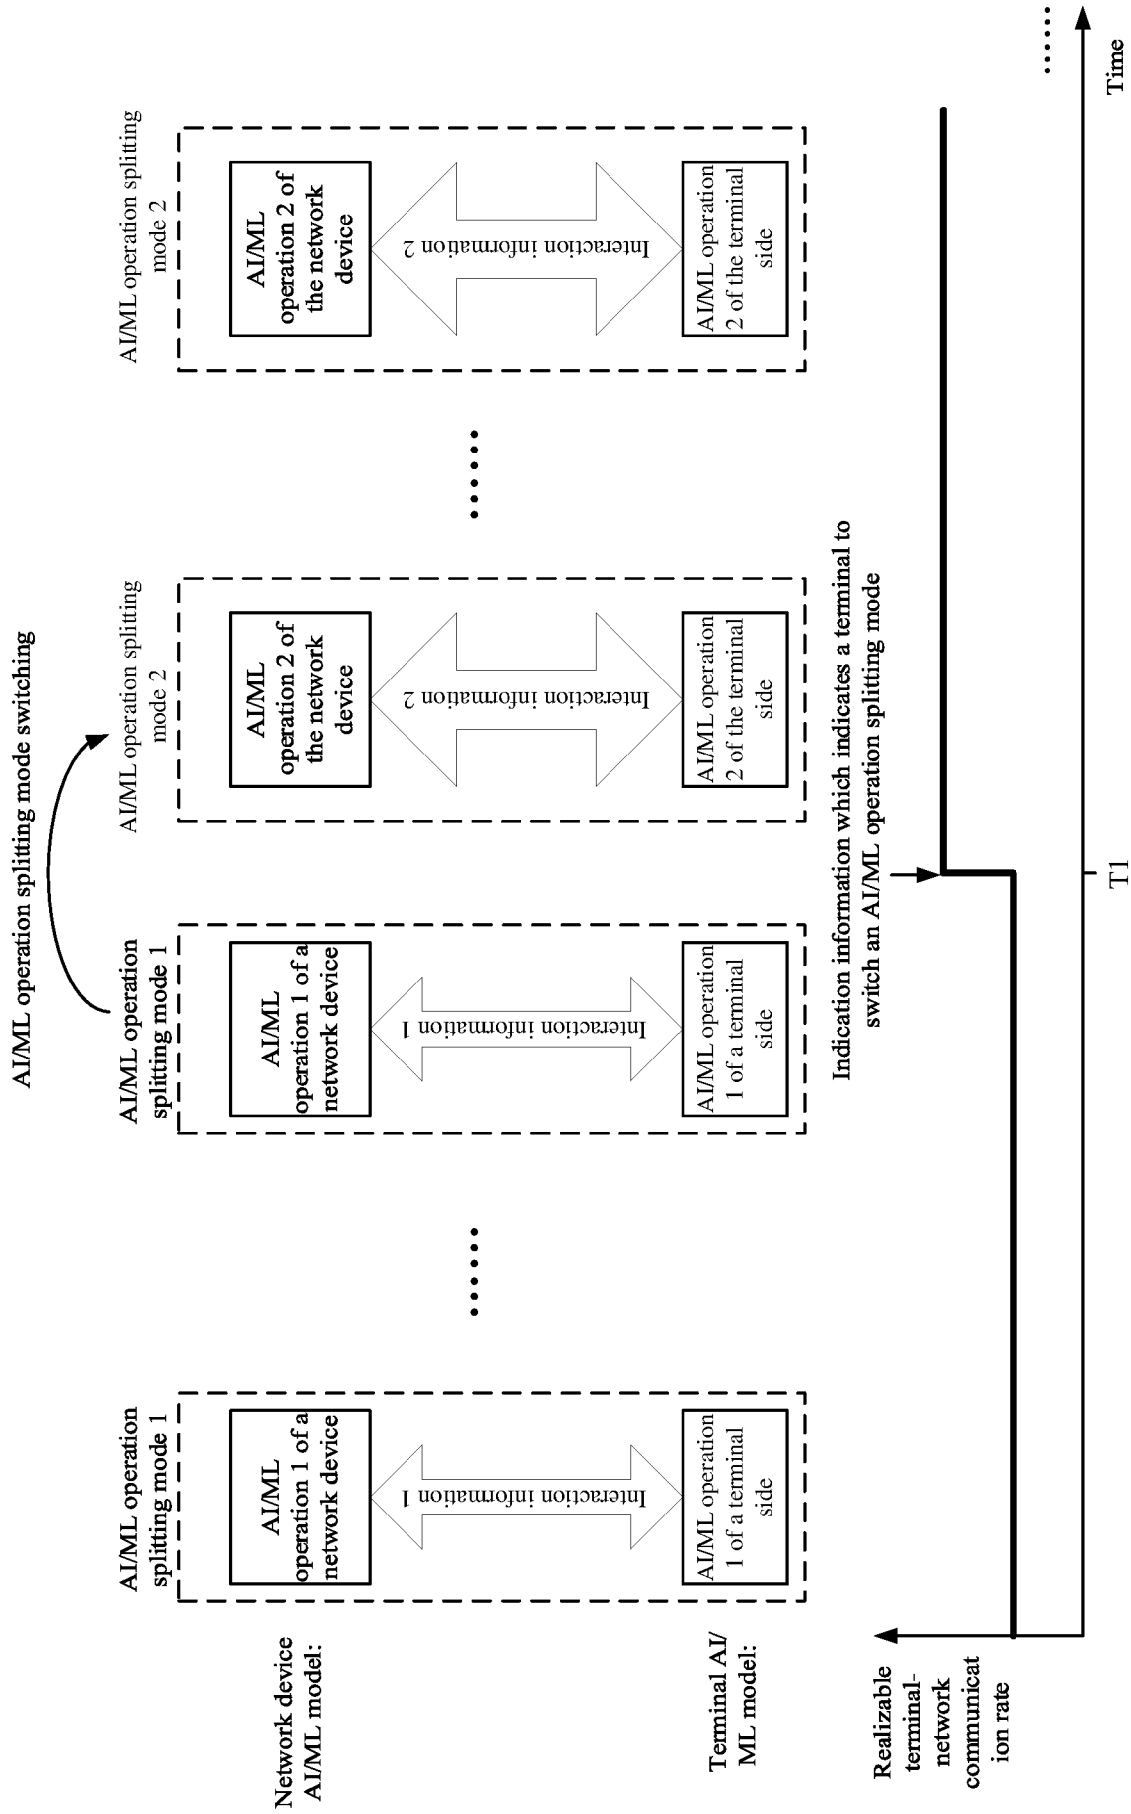 AI/ML operation splitting mode switching
AI/ML operation
splitting mode 1
AI/ML operation
splitting mode 1
AI/ML operation splitting
mode 2
AI/ML operation splitting
mode 2
Network device
AI/ML model:
AI/ML
operation 1 of a
network device
AI/ML
operation 1 of a
network device
AI/ML
operation 2 of
the network
device
AI/ML
operation 2 of
the network
device
Interaction information 1
......
Interaction information 1
Interaction information 2
......
Interaction information 2
Terminal AI/
ML model:
AI/ML operation
1 of a terminal
side
AI/ML operation
1 of a terminal
side
AI/ML operation
2 of the terminal
side
AI/ML operation
2 of the terminal
side
Indication information which indicates a terminal to
switch an AI/ML operation splitting mode
Realizable
terminal-
network
communicat
ion rate
......
T1
Time